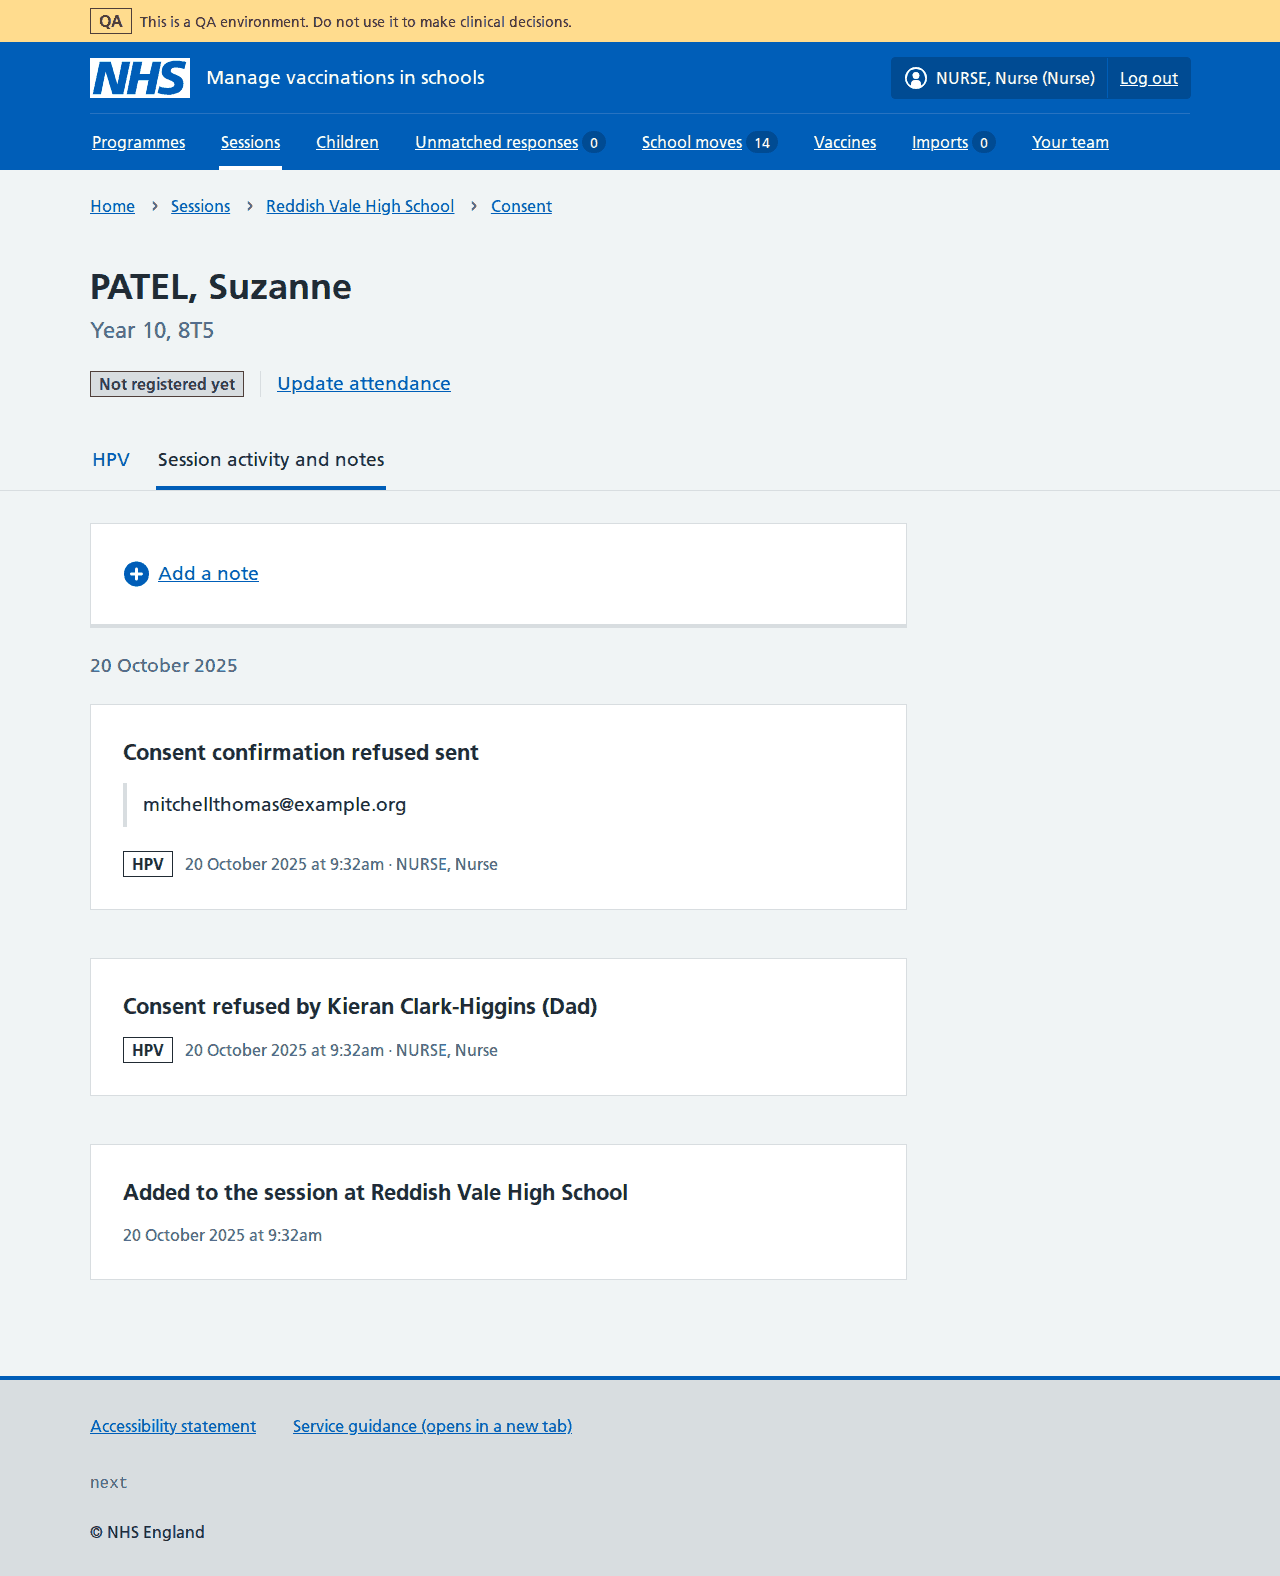 QA This is a QA environment. Do not use it to make clinical decisions.
NHS Manage vaccinations in schools NURSE, Nurse (Nurse) Log out
Programmes Sessions Children Unmatched responses 0 School moves 14 Vaccines Imports 0 Your team
Home Sessions Reddish Vale High School Consent
PATEL, Suzanne
Year 10, 8T5
Not registered yet Update attendance
HPV Session activity and notes
Add a note
20 October 2025
Consent confirmation refused sent
mitchellthomas@example.org
HPV 20 October 2025 at 9:32am · NURSE, Nurse
Consent refused by Kieran Clark-Higgins (Dad)
HPV 20 October 2025 at 9:32am · NURSE, Nurse
Added to the session at Reddish Vale High School
20 October 2025 at 9:32am
Accessibility statement Service guidance (opens in a new tab)
next
© NHS England